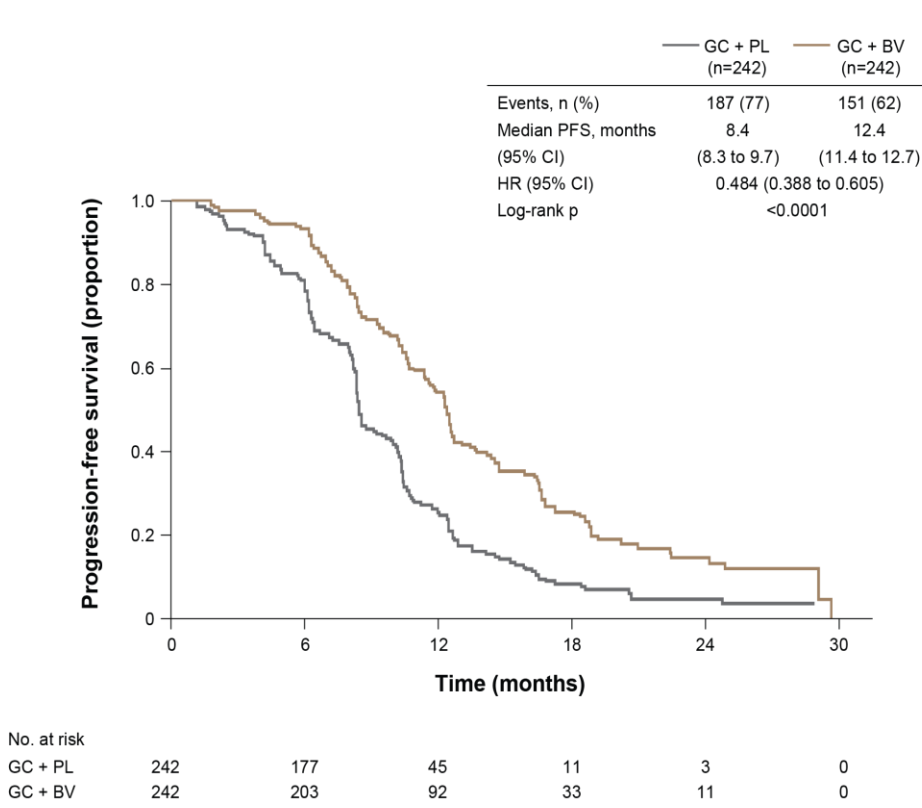 GC + PL GC + BV
(n=242) (n=242)
Events, n (%) 187 (77) 151 (62)
Median PFS, months 8.4 12.4
(95% CI) (8.3 to 9.7) (11.4 to 12.7)
HR (95% CI) 0.484 (0.388 to 0.605)
Log-rank p <0.0001
Progression-free survival (proportion)
1.0
0.8
0.6
0.4
0.2
0
0 6 12 18 24 30
Time (months)
No. at risk
GC + PL 242 177 45 11 3 0
GC + BV 242 203 92 33 11 0